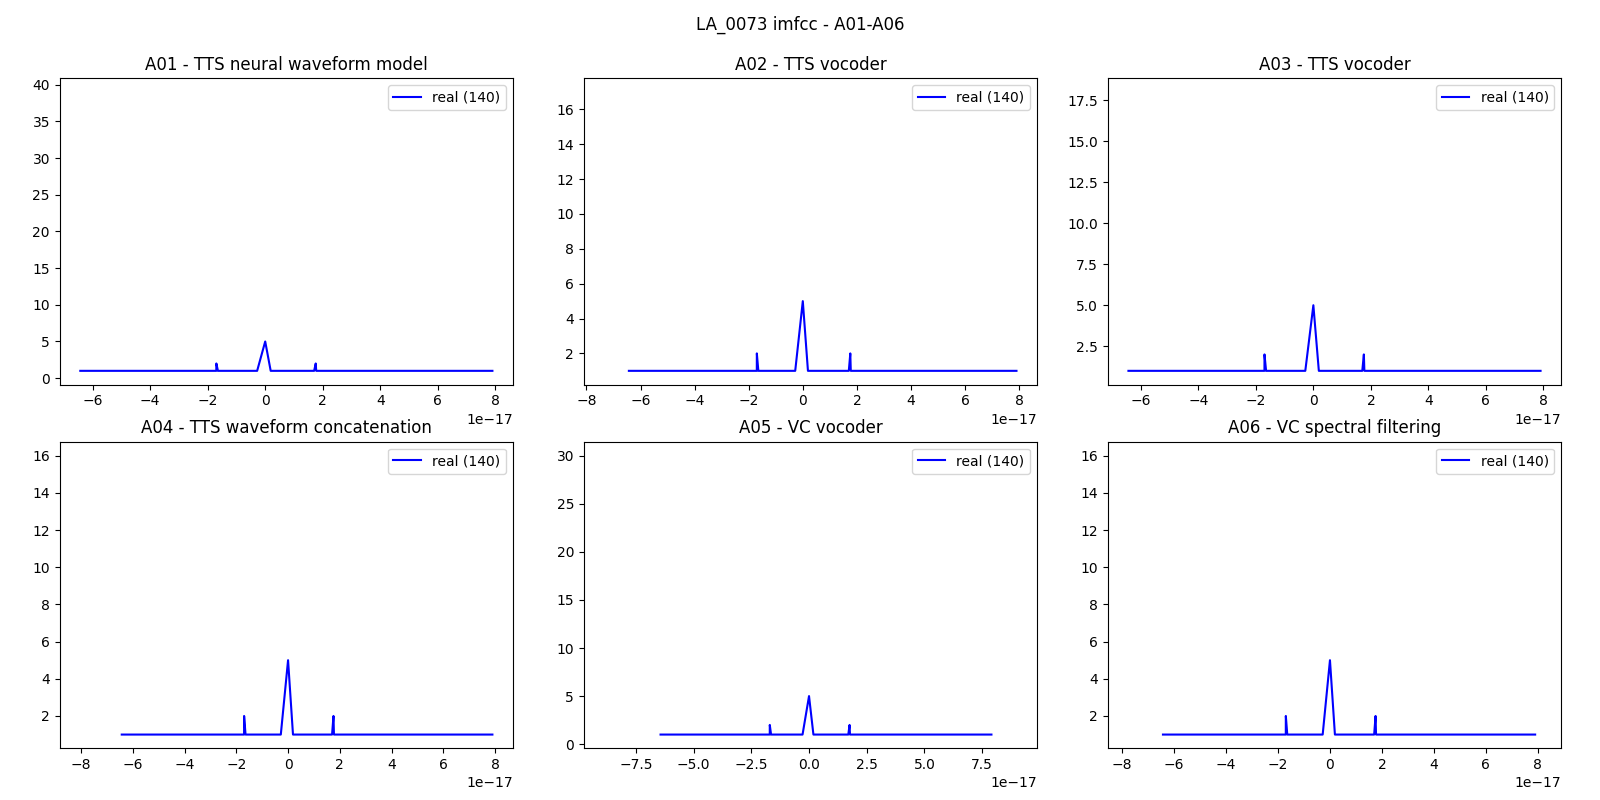 LA_0073 imfcc - A01-A06
A01 - TTS neural waveform model
real (140)
40
35
30
25
20
15
10
5
0
−6 −4 −2 0 2 4 6 8
1e−17
A02 - TTS vocoder
real (140)
16
14
12
10
8
6
4
2
−8 −6 −4 −2 0 2 4 6 8
1e−17
A03 - TTS vocoder
real (140)
17.5
15.0
12.5
10.0
7.5
5.0
2.5
−6 −4 −2 0 2 4 6 8
1e−17
A04 - TTS waveform concatenation
real (140)
16
14
12
10
8
6
4
2
−8 −6 −4 −2 0 2 4 6 8
1e−17
A05 - VC vocoder
real (140)
30
25
20
15
10
5
0
−7.5 −5.0 −2.5 0.0 2.5 5.0 7.5
1e−17
A06 - VC spectral filtering
real (140)
16
14
12
10
8
6
4
2
−8 −6 −4 −2 0 2 4 6 8
1e−17